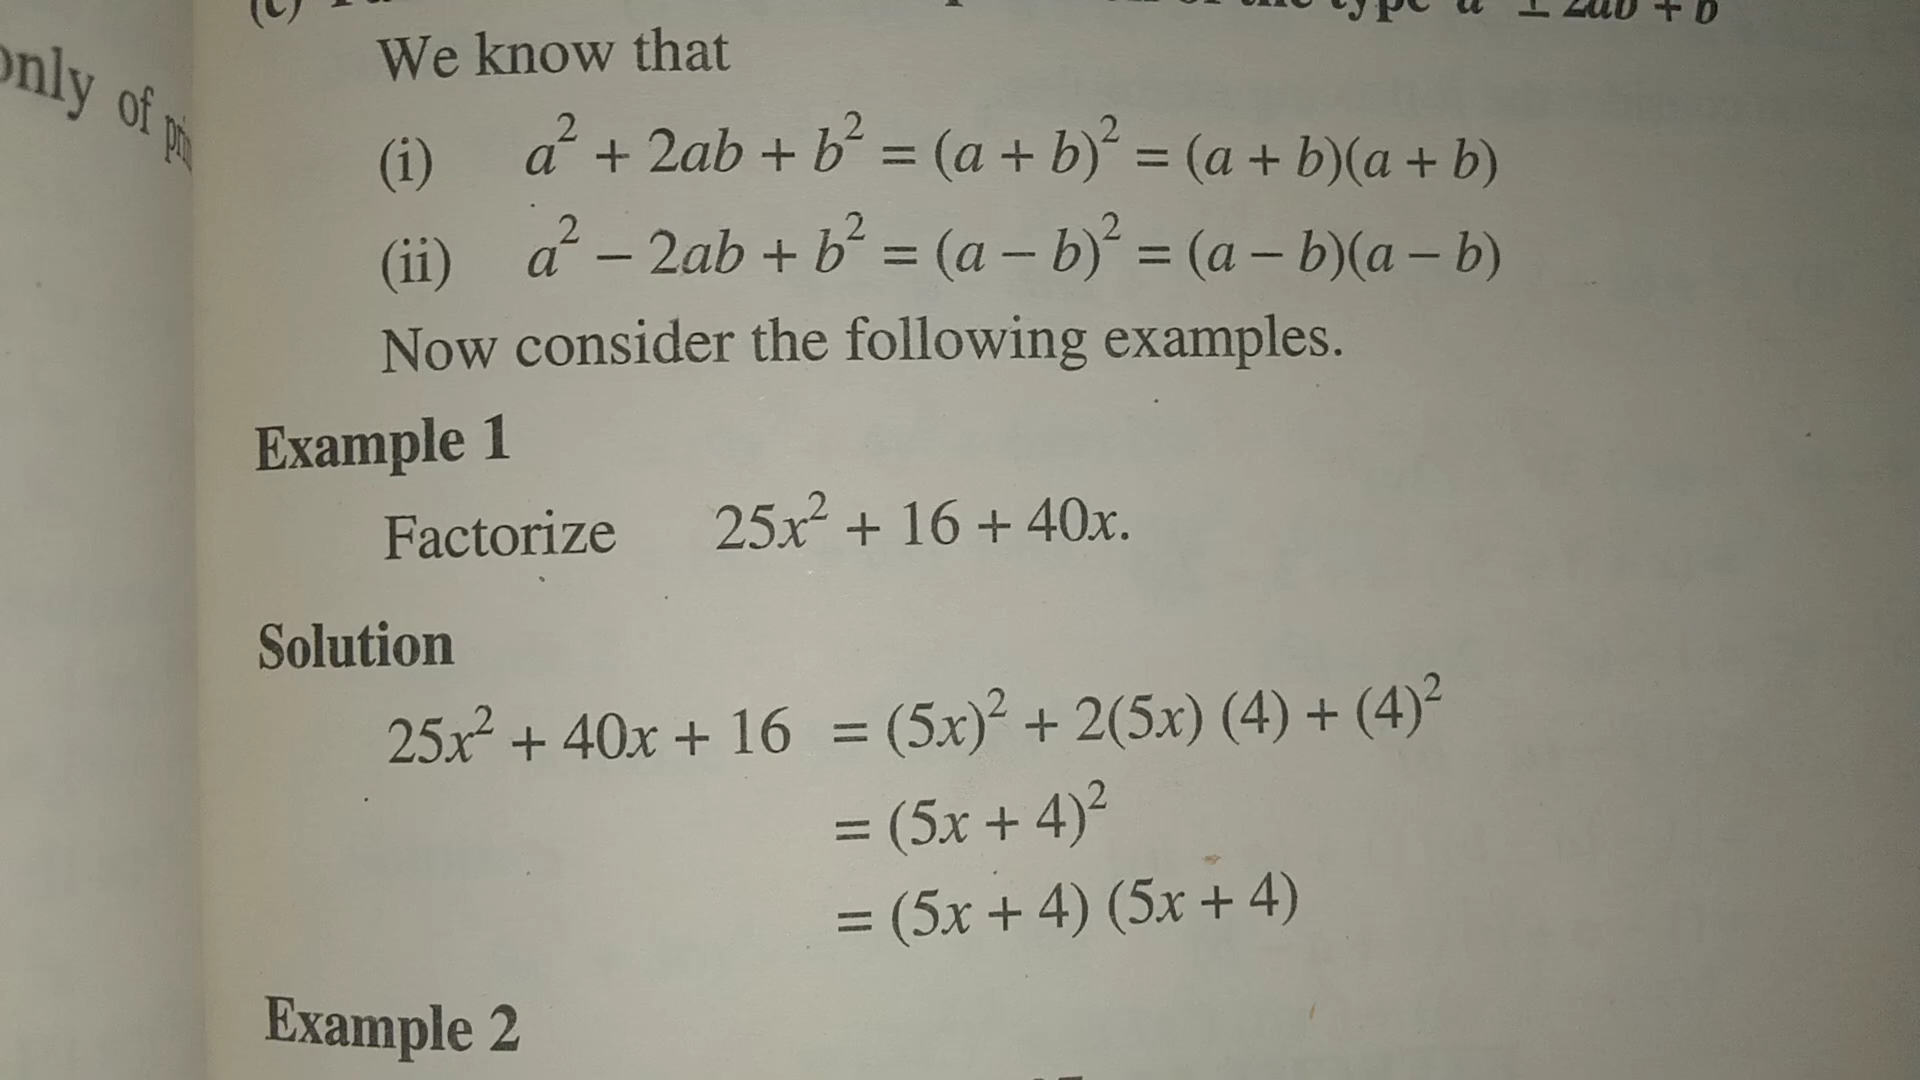 only of
We know that
(i) a² + 2ab + b² = (a + b)² = (a + b)(a + b)
(ii) a² − 2ab + b² = (a − b)² = (a − b)(a − b)
Now consider the following examples.
Example 1
Factorize 25x² + 16 + 40x.
Solution
25x² + 40x + 16 = (5x)² + 2(5x) (4) + (4)²
= (5x + 4)²
= (5x + 4) (5x + 4)
Example 2